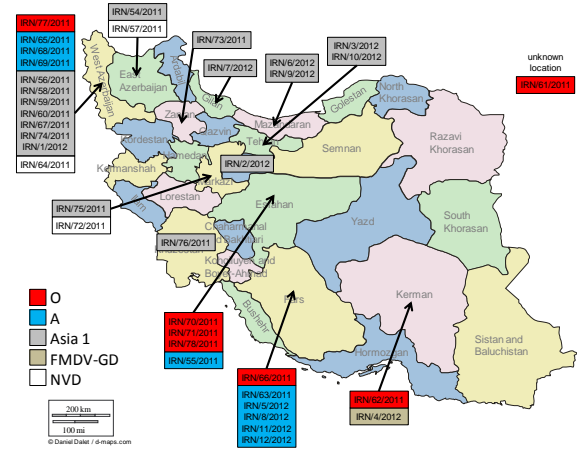 IRN/77/2011
IRN/65/2011
IRN/68/2011
IRN/69/2011
IRN/56/2011
IRN/58/2011
IRN/59/2011
IRN/60/2011
IRN/67/2011
IRN/74/2011
IRN/1/2012
IRN/64/2011
IRN/54/2011
IRN/57/2011
IRN/73/2011
IRN/7/2012
IRN/6/2012
IRN/9/2012
IRN/3/2012
IRN/10/2012
unknown
location
IRN/61/2011
West Azerbaijan
East
Azerbaijan
Ardabil
Gilan
Zanjan
Mazandaran
Golestan
North
Khorasan
Razavi
Khorasan
Kordestan
Qazvin
Tehran
Semnan
Hamedan
Kermanshah
Markazi
IRN/2/2012
Ilam
Lorestan
Esfahan
Yazd
South
Khorasan
IRN/75/2011
IRN/72/2011
IRN/76/2011
Chaharmahal
and Bakhtiari
Khuzestan
Kohgiluyeh and
Boyer-Ahmad
Fars
Kerman
Bushehr
Hormozgan
Sistan and
Baluchistan
IRN/70/2011
IRN/71/2011
IRN/78/2011
IRN/55/2011
IRN/66/2011
IRN/63/2011
IRN/5/2012
IRN/8/2012
IRN/11/2012
IRN/12/2012
IRN/62/2011
IRN/4/2012
O
A
Asia 1
FMDV-GD
NVD
200 km
100 mi
© Daniel Dalet / d-maps.com